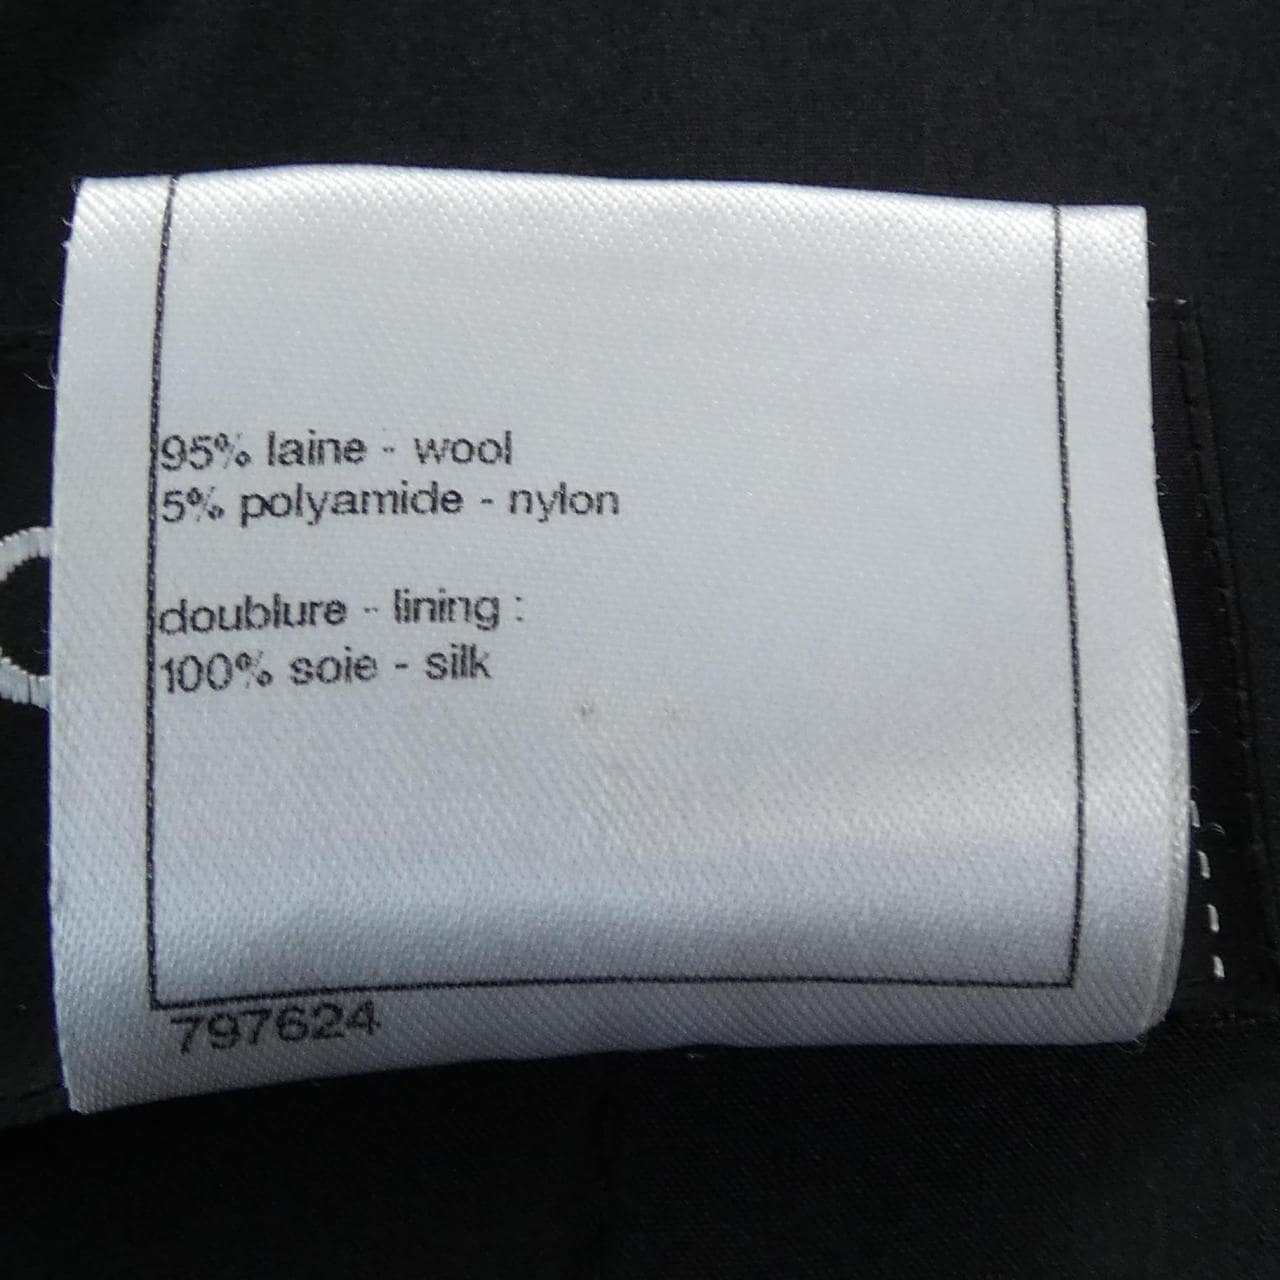 95% laine - wool
5% polyamide - nylon
doublure - lining :
100% soie - silk
797624